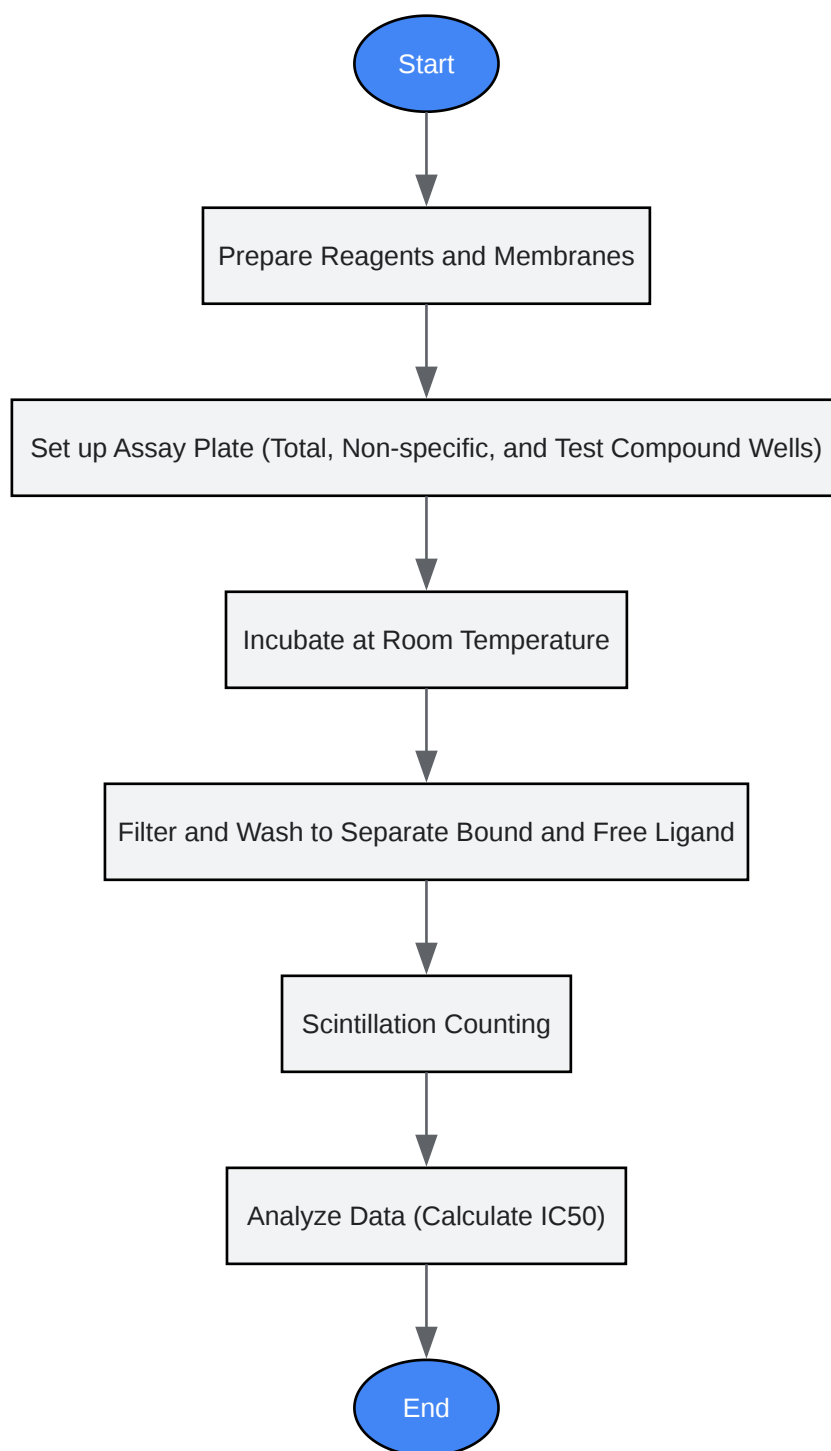 Start
Prepare Reagents and Membranes
Set up Assay Plate (Total, Non-specific, and Test Compound Wells)
Incubate at Room Temperature
Filter and Wash to Separate Bound and Free Ligand
Scintillation Counting
Analyze Data (Calculate IC50)
End